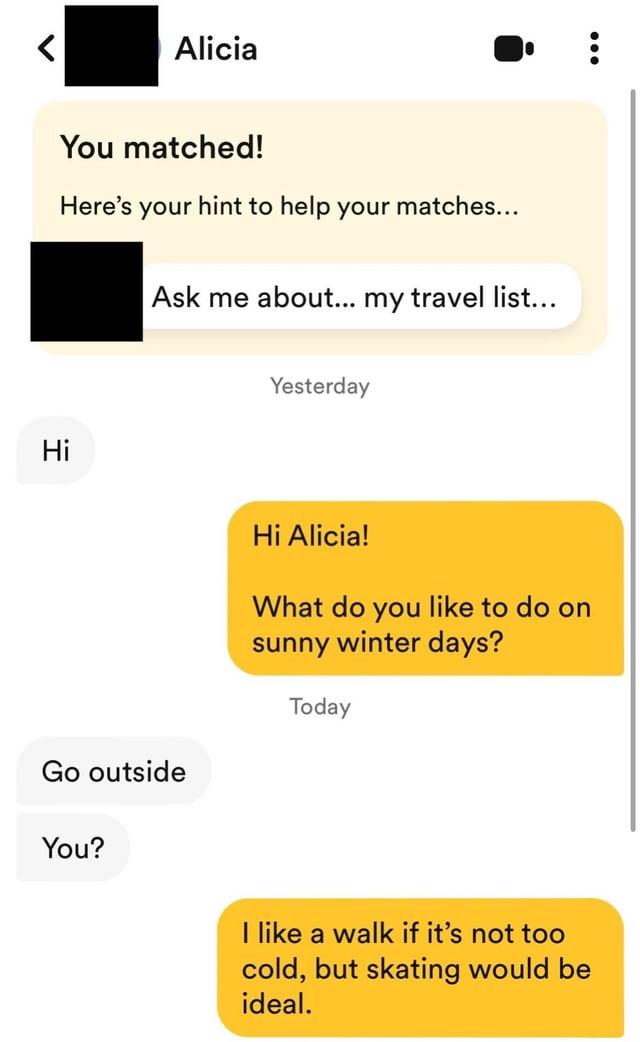 Alicia
You matched!
Here’s your hint to help your matches...
Ask me about... my travel list...
Yesterday
Hi
Hi Alicia!
What do you like to do on
sunny winter days?
Today
Go outside
You?
I like a walk if it’s not too
cold, but skating would be
ideal.